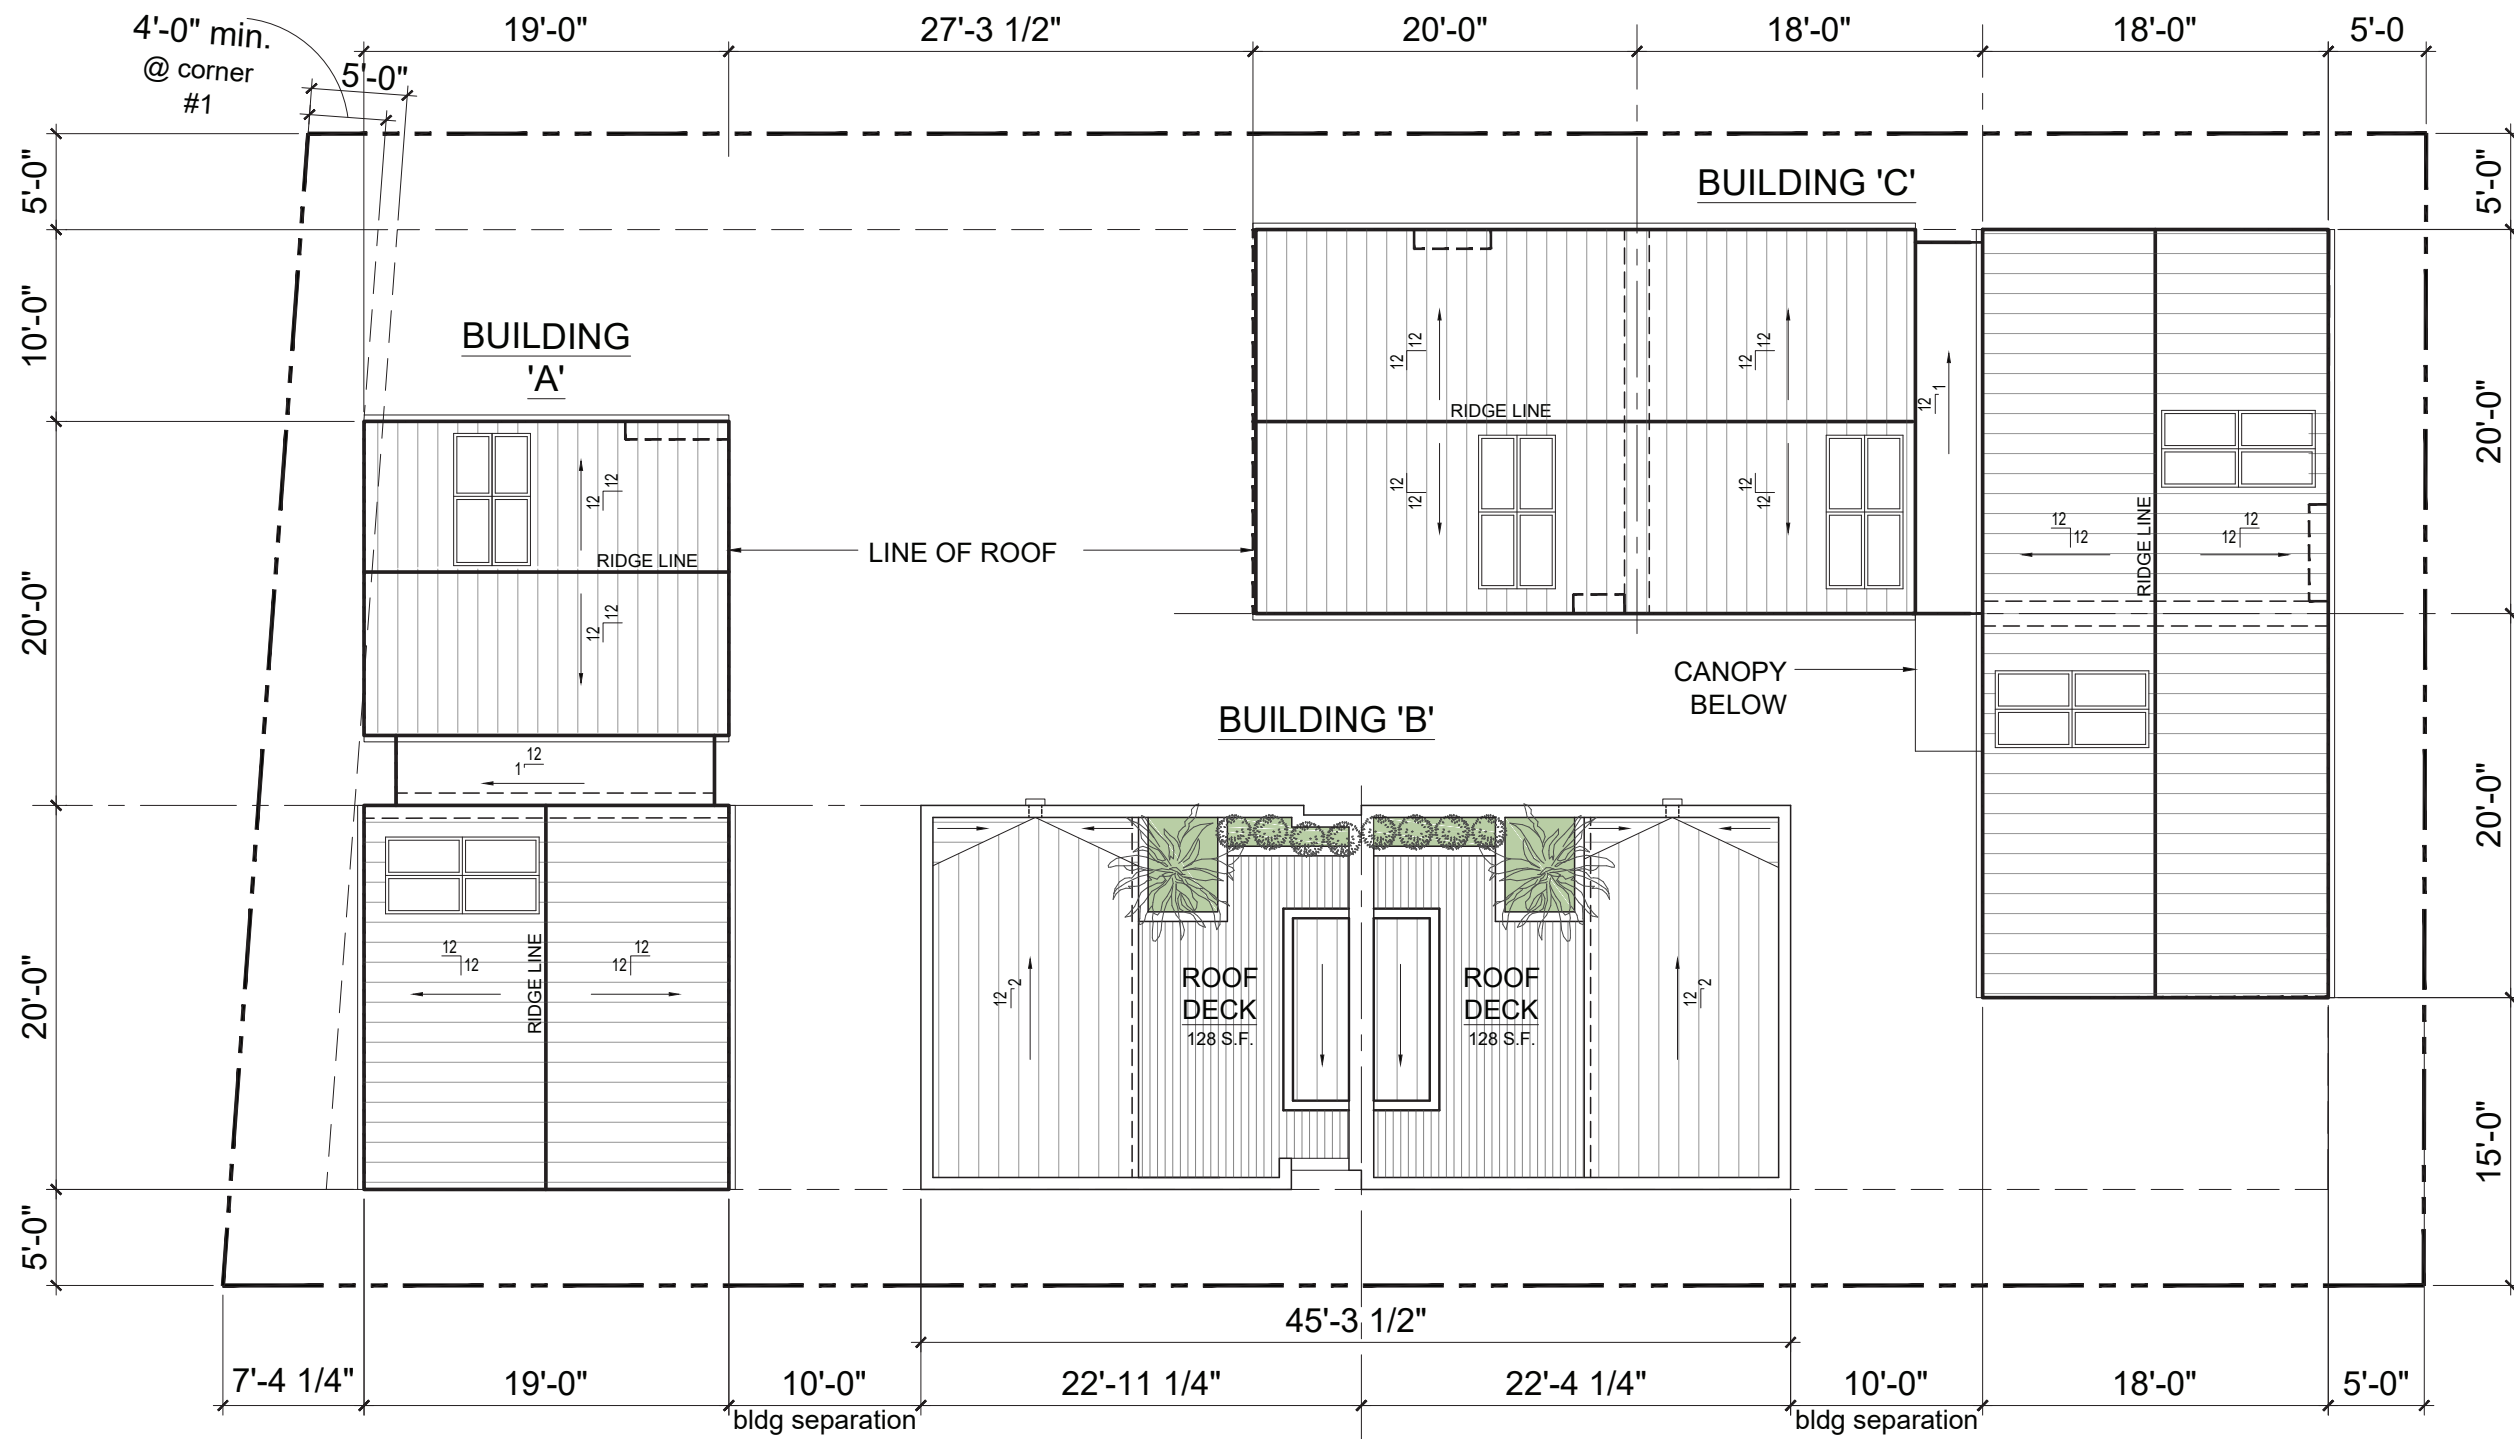 4'-0" min.
@ corner
#1
5'-0"
19'-0"
27'-3 1/2"
20'-0"
18'-0"
18'-0"
5'-0
5'-0"
10'-0"
20'-0"
20'-0"
5'-0"
5'-0"
20'-0"
20'-0"
15'-0"
BUILDING
'A'
12
12
RIDGE LINE
12
12
12
1
12
12
12
12
RIDGE LINE
LINE OF ROOF
BUILDING 'C'
12
12
12
12
RIDGE LINE
12
12
12
12
12
1
CANOPY
BELOW
12
12
12
12
RIDGE LINE
BUILDING 'B'
12
2
ROOF
DECK
128 S.F.
ROOF
DECK
128 S.F.
12
2
45'-3 1/2"
7'-4 1/4"
19'-0"
10'-0"
bldg separation
22'-11 1/4"
22'-4 1/4"
10'-0"
bldg separation
18'-0"
5'-0"